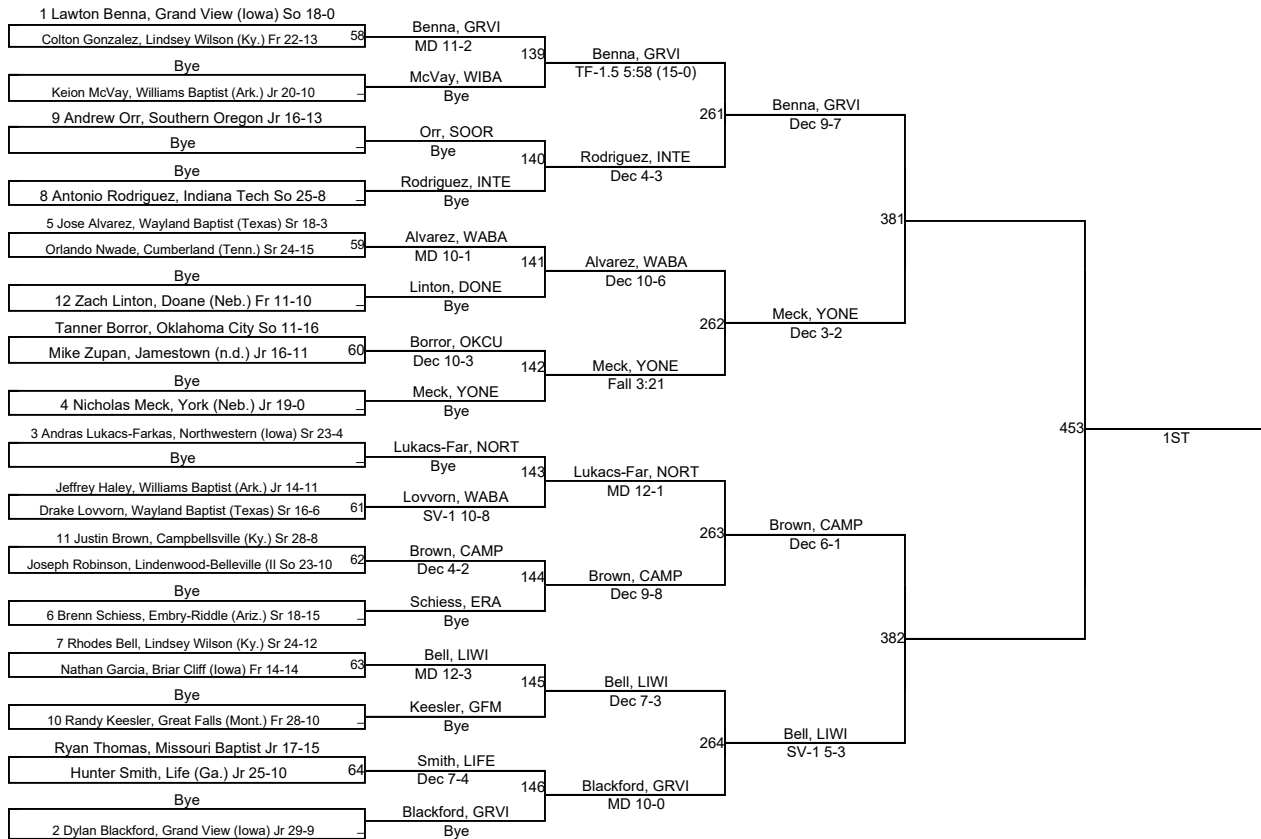 1 Lawton Benna, Grand View (Iowa) So 18-0
Colton Gonzalez, Lindsey Wilson (Ky.) Fr 22-13
58
Bye
Keion McVay, Williams Baptist (Ark.) Jr 20-10
_
9 Andrew Orr, Southern Oregon Jr 16-13
Bye
_
Bye
8 Antonio Rodriguez, Indiana Tech So 25-8
_
5 Jose Alvarez, Wayland Baptist (Texas) Sr 18-3
Orlando Nwade, Cumberland (Tenn.) Sr 24-15
59
Bye
12 Zach Linton, Doane (Neb.) Fr 11-10
_
Tanner Borror, Oklahoma City So 11-16
Mike Zupan, Jamestown (n.d.) Jr 16-11
60
Bye
4 Nicholas Meck, York (Neb.) Jr 19-0
_
3 Andras Lukacs-Farkas, Northwestern (Iowa) Sr 23-4
Bye
_
Jeffrey Haley, Williams Baptist (Ark.) Jr 14-11
Drake Lovvorn, Wayland Baptist (Texas) Sr 16-6
61
11 Justin Brown, Campbellsville (Ky.) Sr 28-8
Joseph Robinson, Lindenwood-Belleville (Il So 23-10
62
Bye
6 Brenn Schiess, Embry-Riddle (Ariz.) Sr 18-15
_
7 Rhodes Bell, Lindsey Wilson (Ky.) Sr 24-12
Nathan Garcia, Briar Cliff (Iowa) Fr 14-14
63
Bye
10 Randy Keesler, Great Falls (Mont.) Fr 28-10
_
Ryan Thomas, Missouri Baptist Jr 17-15
Hunter Smith, Life (Ga.) Jr 25-10
64
Bye
2 Dylan Blackford, Grand View (Iowa) Jr 29-9
_
Benna, GRVI
MD 11-2
139
McVay, WIBA
Bye
Orr, SOOR
Bye
140
Rodriguez, INTE
Bye
Alvarez, WABA
MD 10-1
141
Linton, DONE
Bye
Borror, OKCU
Dec 10-3
142
Meck, YONE
Bye
Lukacs-Far, NORT
Bye
143
Lovvorn, WABA
SV-1 10-8
Brown, CAMP
Dec 4-2
144
Schiess, ERA
Bye
Bell, LIWI
MD 12-3
145
Keesler, GFM
Bye
Smith, LIFE
Dec 7-4
146
Blackford, GRVI
Bye
Benna, GRVI
TF-1.5 5:58 (15-0)
261
Rodriguez, INTE
Dec 4-3
Alvarez, WABA
Dec 10-6
262
Meck, YONE
Fall 3:21
Lukacs-Far, NORT
MD 12-1
263
Brown, CAMP
Dec 9-8
Bell, LIWI
Dec 7-3
264
Blackford, GRVI
MD 10-0
Benna, GRVI
Dec 9-7
381
Meck, YONE
Dec 3-2
Brown, CAMP
Dec 6-1
382
Bell, LIWI
SV-1 5-3
453
1ST